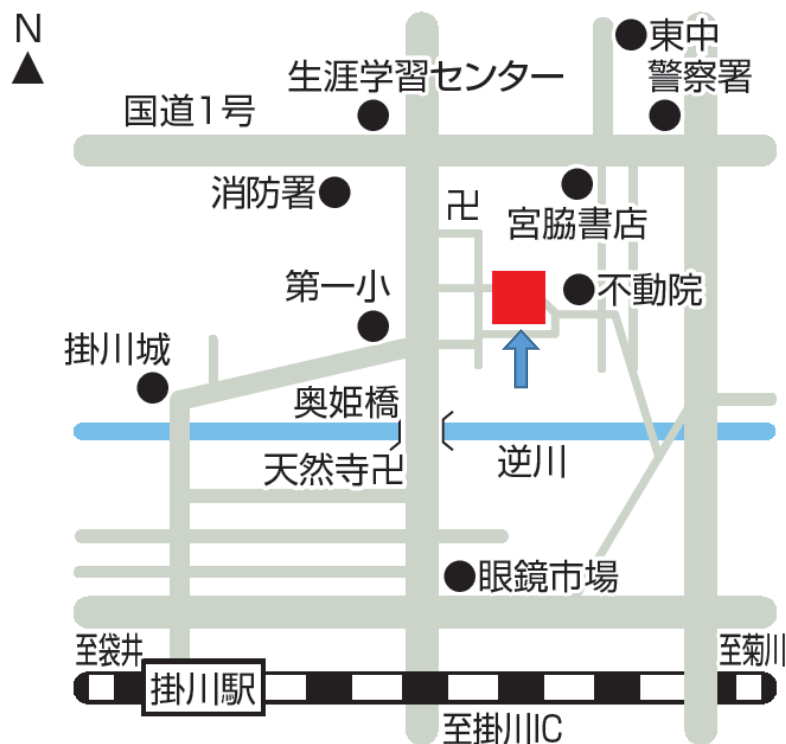 N
東中
生涯学習センター
警察署
国道1号
消防署
卍
宮脇書店
第一小
不動院
掛川城
奥姫橋
天然寺卍
逆川
眼鏡市場
至袋井
至菊川
掛川駅
至掛川IC